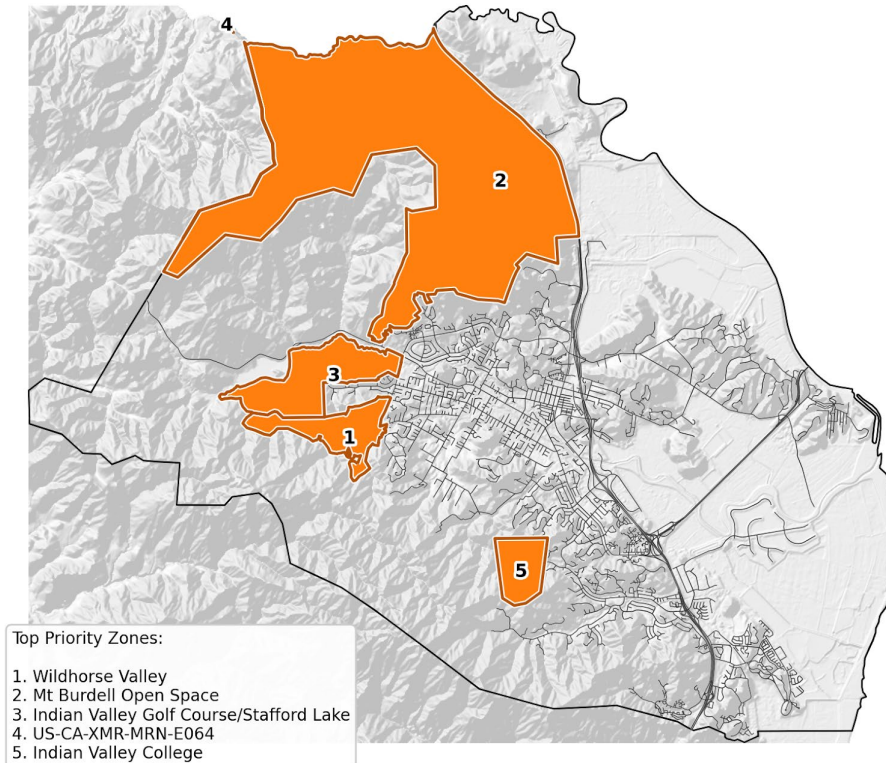 4
2
3
1
5
Top Priority Zones:
1. Wildhorse Valley
2. Mt Burdell Open Space
3. Indian Valley Golf Course/Stafford Lake
4. US-CA-XMR-MRN-E064
5. Indian Valley College